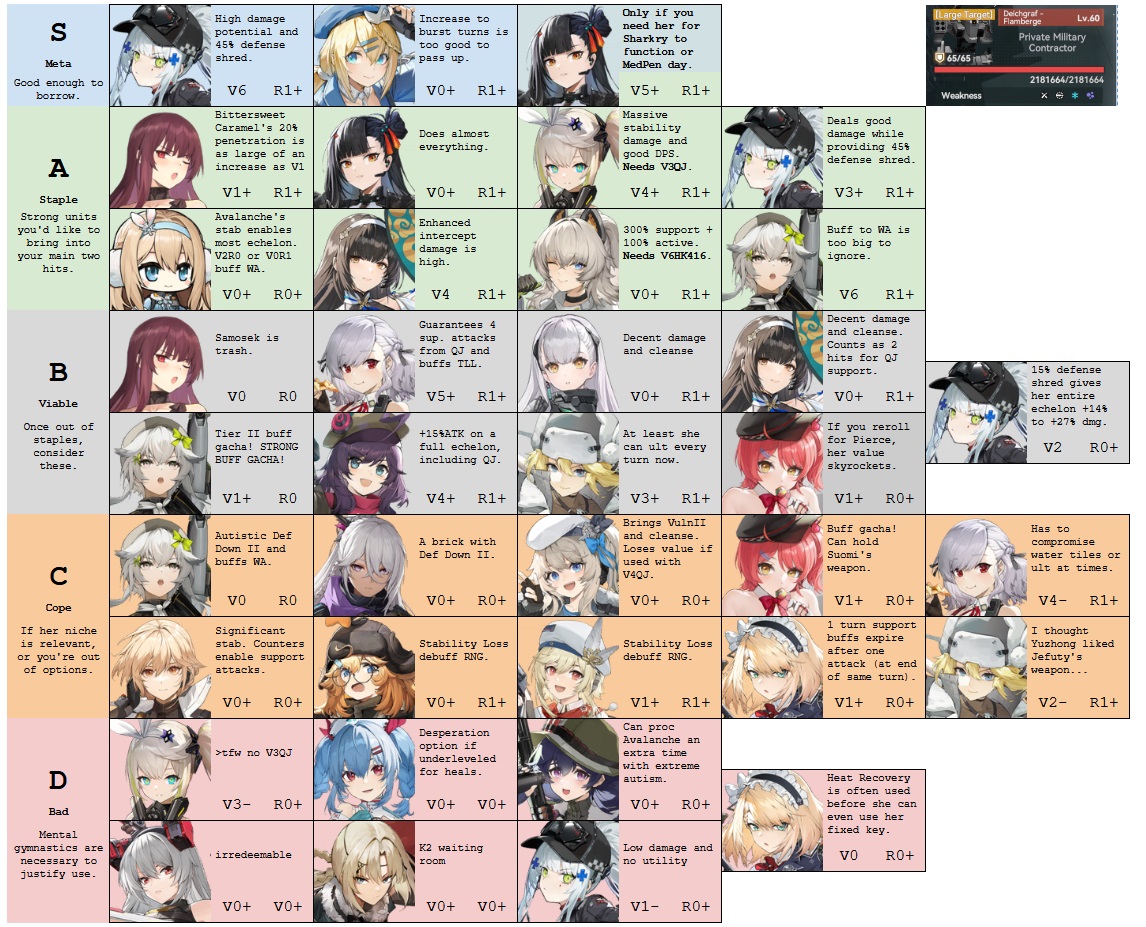 S
Meta
Good enough to
borrow.
High damage
potential and
45% defense
shred.
V6 R1+
Increase to
burst turns is
too good to
pass up.
V0+ R1+
Only if you
need her for
Sharkry to
function or
MedPen day.
V5+ R1+
[Large Target]
Deichgraf -
Flamberge
Lv.60
Private Military
Contractor
65/65
2181664/2181664
Weakness
A
Staple
Strong units
you'd like to
bring into
your main two
hits.
Bittersweet
Caramel's 20%
penetration is
as large of an
increase as V1
V1+ R1+
Does almost
everything.
V0+ R1+
Massive
stability
damage and
good DPS.
Needs V3QJ.
V4+ R1+
Deals good
damage while
providing 45%
defense shred.
V3+ R1+
Avalanche's
stab enables
most echelon.
V2R0 or V0R1
buff WA.
V0+ R0+
Enhanced
intercept
damage is
high.
V4 R1+
300% support +
100% active.
Needs V6HK416.
V0+ R1+
Buff to WA is
too big to
ignore.
V6 R1+
B
Viable
Once out of
staples,
consider
these.
Samosek is
trash.
V0 R0
Guarantees 4
sup. attacks
from QJ and
buffs TLL.
V5+ R1+
Decent damage
and cleanse
V0+ R1+
Decent damage
and cleanse.
Counts as 2
hits for QJ
support.
V0+ R1+
15% defense
shred gives
her entire
echelon +14%
to +27% dmg.
V2 R0+
Tier II buff
gacha! STRONG
BUFF GACHA!
V1+ R0
+15%ATK on a
full echelon,
including QJ.
V4+ R1+
At least she
can ult every
turn now.
V3+ R1+
If you reroll
for Pierce,
her value
skyrockets.
V1+ R0+
C
Cope
If her niche
is relevant,
or you're out
of options.
Autistic Def
Down II and
buffs WA.
V0 R0
A brick with
Def Down II.
V0+ R0+
Brings VulnII
and cleanse.
Loses value if
used with
V4QJ.
V0+ R0+
Buff gacha!
Can hold
Suomi's
weapon.
V1+ R0+
Has to
compromise
water tiles or
ult at times.
V4- R1+
Significant
stab. Counters
enable support
attacks.
V0+ R0+
Stability Loss
debuff RNG.
V0+ R1+
Stability Loss
debuff RNG.
V1+ R1+
1 turn support
buffs expire
after one
attack (at end
of same turn).
V1+ R0+
I thought
Yuzhong liked
Jefuty's
weapon...
V2- R1+
D
Bad
Mental
gymnastics are
necessary to
justify use.
>tfw no V3QJ
V3- R0+
Desperation
option if
underleveled
for heals.
V0+ V0+
Can proc
Avalanche an
extra time
with extreme
autism.
V0+ R0+
Heat Recovery
is often used
before she can
even use her
fixed key.
V0 R0+
irredeemable
V0+ V0+
K2 waiting
room
V0+ V0+
Low damage and
no utility
V1- R0+